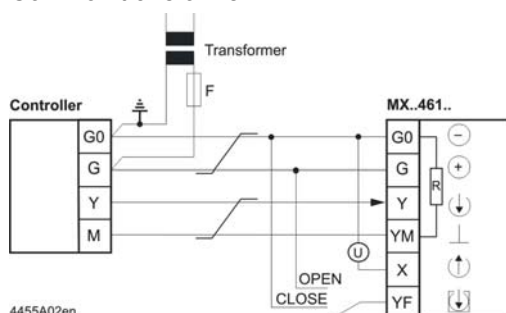 Transformer
F
Controller
MX..461..
G0
G
Y
M
G0
G
Y
YM
X
YF
R
U
OPEN
CLOSE
4455A02en